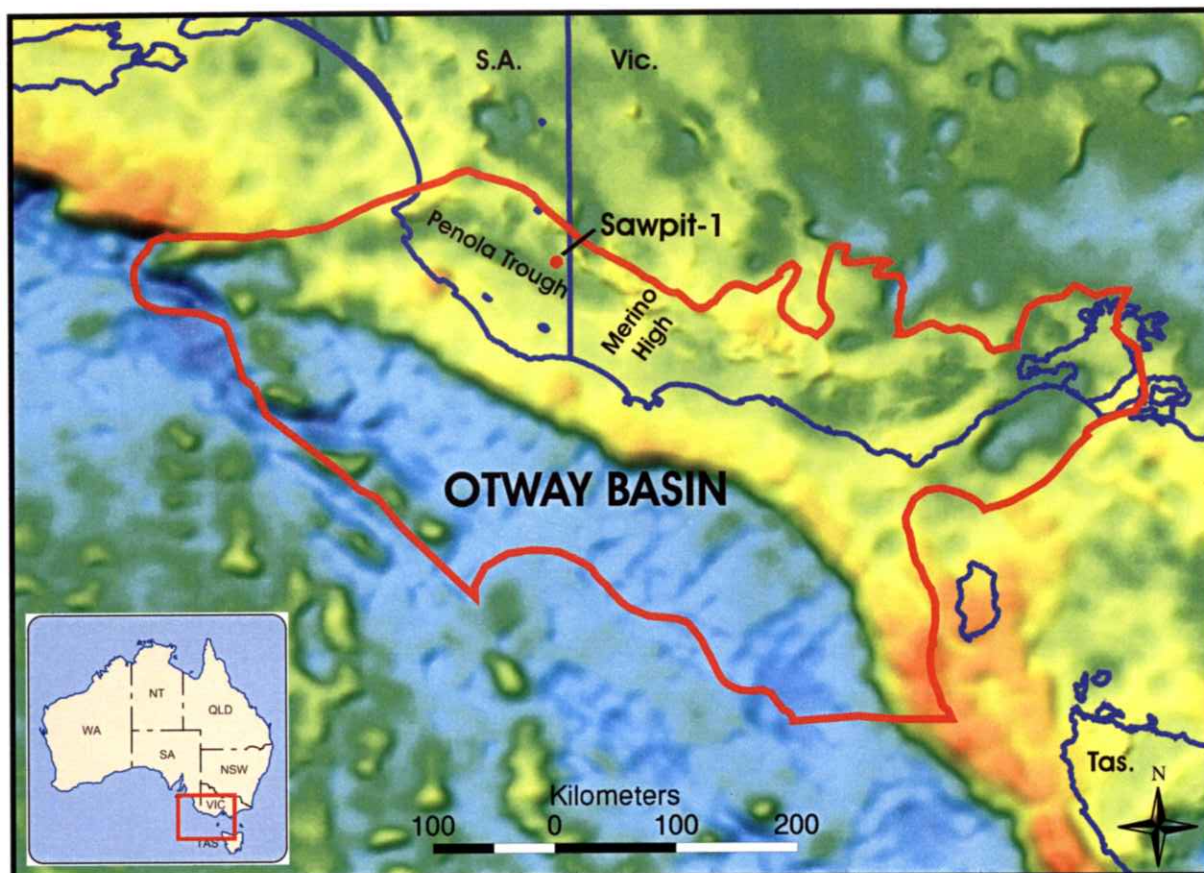 S.A.
Vic.
Sawpit-1
Penola Trough
Merino
High
OTWAY BASIN
Tas.
N
Kilometers
100 0 100 200
WA
NT
QLD
SA
NSW
VIC
TAS